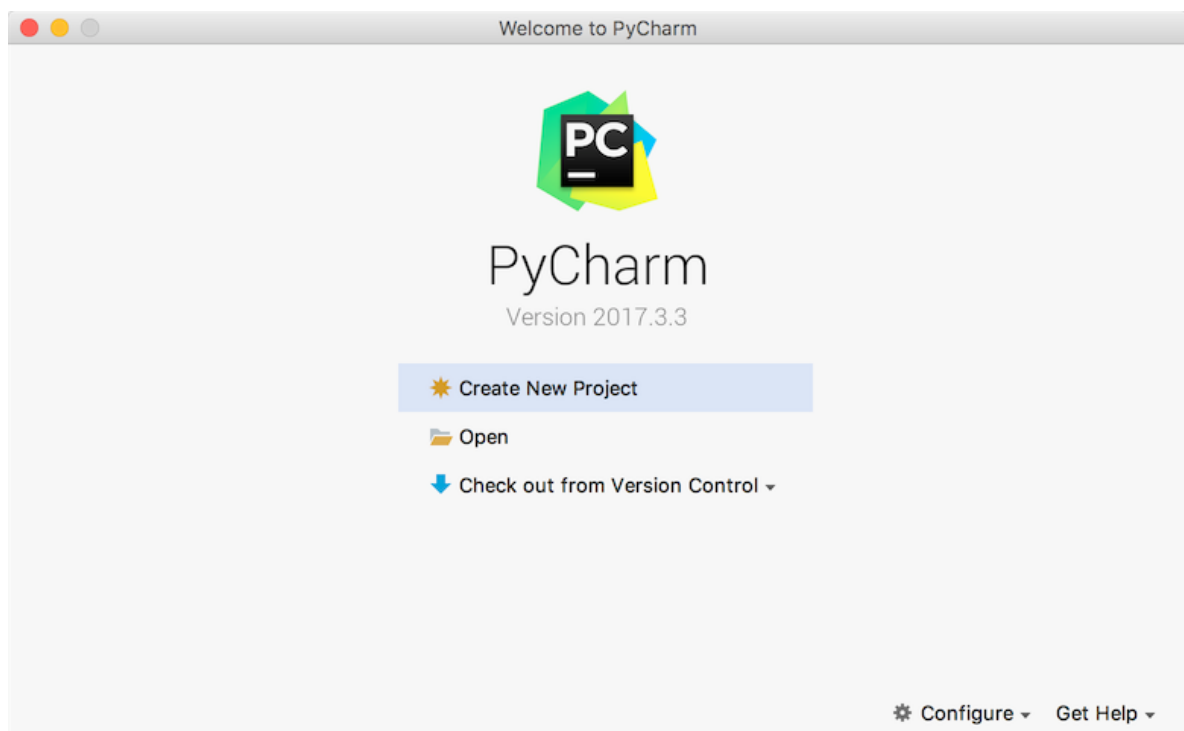 Welcome to PyCharm
PC
PyCharm
Version 2017.3.3
Create New Project
Open
Check out from Version Control
Configure Get Help